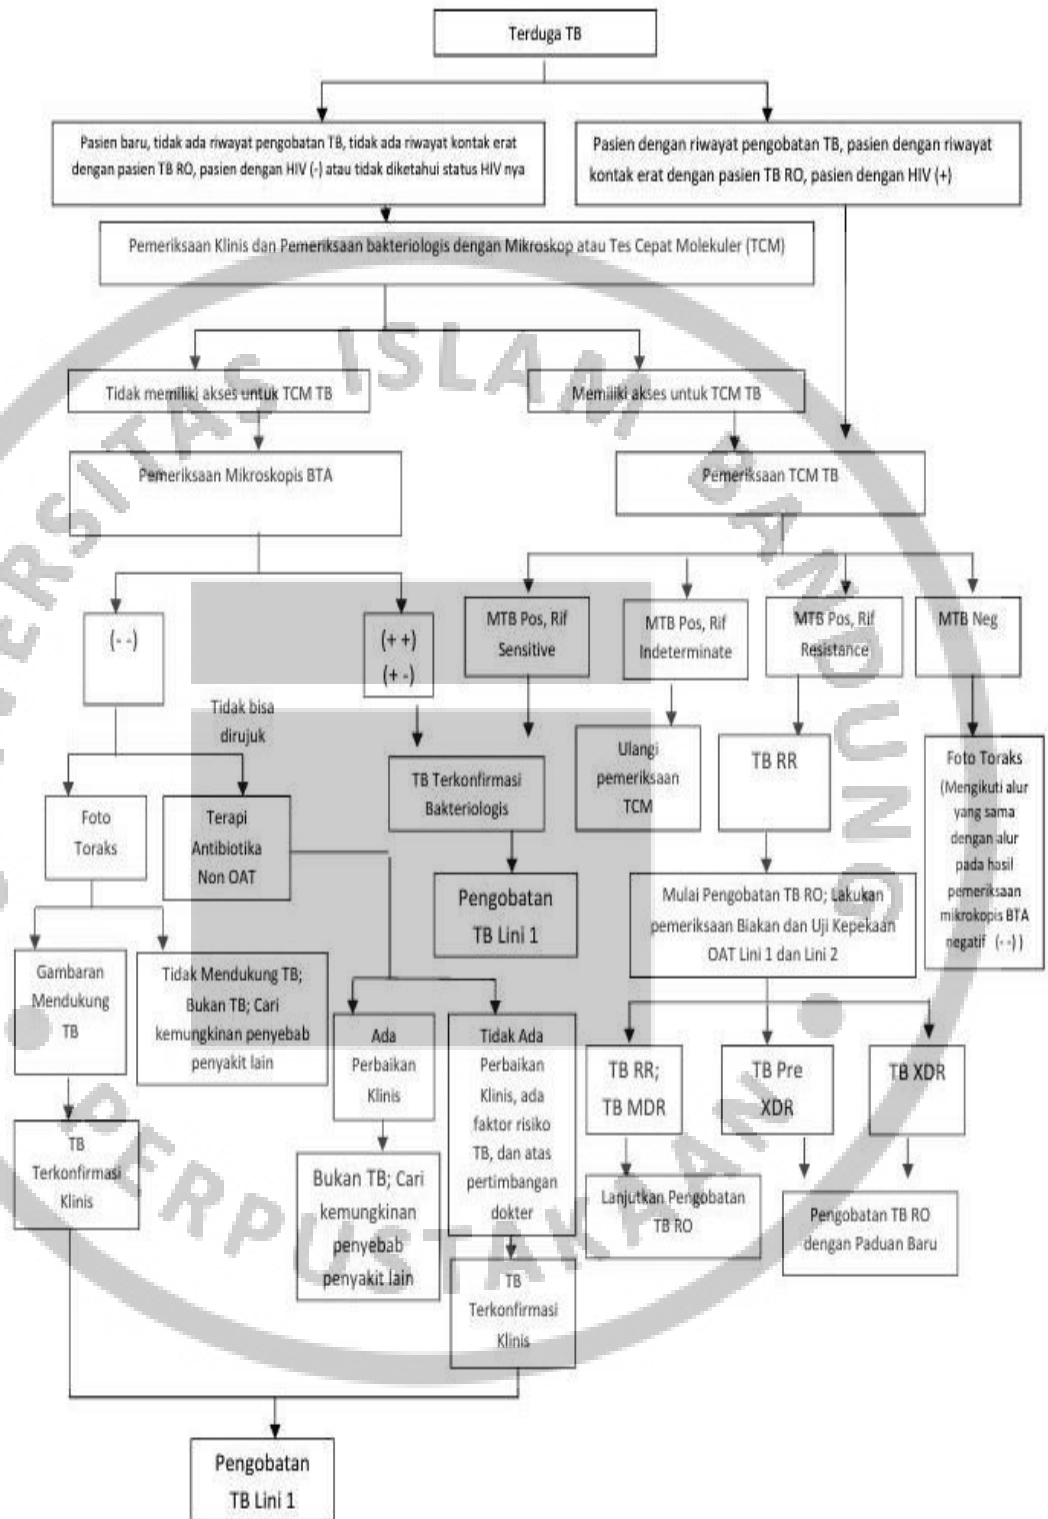 Terduga TB
Pasien baru, tidak ada riwayat pengobatan TB, tidak ada riwayat kontak erat
dengan pasien TB RO, pasien dengan HIV (-) atau tidak diketahui status HIV nya
Pasien dengan riwayat pengobatan TB, pasien dengan riwayat
kontak erat dengan pasien TB RO, pasien dengan HIV (+)
Pemeriksaan Klinis dan Pemeriksaan bakteriologis dengan Mikroskop atau Tes Cepat Molekuler (TCM)
Tidak memiliki akses untuk TCM TB
Memiliki akses untuk TCM TB
Pemeriksaan Mikroskopis BTA
Pemeriksaan TCM TB
(- -)
(+ +)
(+ -)
MTB Pos, Rif
Sensitive
MTB Pos, Rif
Indeterminate
MTB Pos, Rif
Resistance
MTB Neg
Tidak bisa
dirujuk
Foto
Toraks
Terapi
Antibiotika
Non OAT
TB Terkonfirmasi
Bakteriologis
Ulangi
pemeriksaan
TCM
TB RR
Foto Toraks
(Mengikuti alur
yang sama
dengan alur
pada hasil
pemeriksaan
mikrokopis BTA
negatif (- -) )
Pengobatan
TB Lini 1
Mulai Pengobatan TB RO; Lakukan
pemeriksaan Biakan dan Uji Kepekaan
OAT Lini 1 dan Lini 2
Gambaran
Mendukung
TB
Tidak Mendukung TB;
Bukan TB; Cari
kemungkinan penyebab
penyakit lain
Ada
Perbaikan
Klinis
Tidak Ada
Perbaikan
Klinis, ada
faktor risiko
TB, dan atas
pertimbangan
dokter
TB RR;
TB MDR
TB Pre
XDR
TB XDR
TB
Terkonfirmasi
Klinis
Bukan TB; Cari
kemungkinan
penyebab
penyakit lain
Lanjutkan Pengobatan
TB RO
Pengobatan TB RO
dengan Paduan Baru
TB
Terkonfirmasi
Klinis
Pengobatan
TB Lini 1
ERSITAS ISLAM BANDUNG
PERPUSTAKAAN